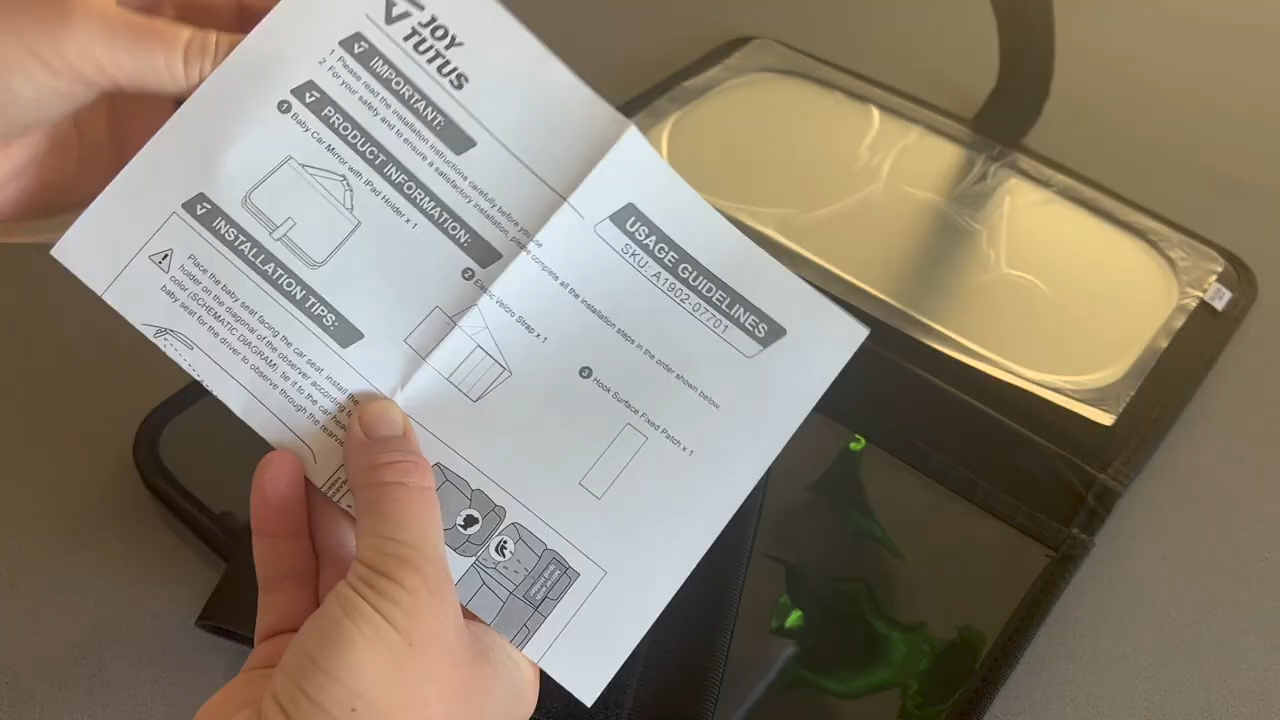 JOY
TUTUS
IMPORTANT:
1 Please read the installation instructions carefully before you use
2 For your safety and to ensure a satisfactory installation, please complete all the installation steps in the order shown below.
PRODUCT INFORMATION:
1 Baby Car Mirror with iPad Holder x 1
2 Elastic Velcro Strap x 1
3 Hook Surface Fixed Patch x 1
USAGE GUIDELINES
SKU: A1902-07701
INSTALLATION TIPS:
Place the baby seat facing the car seat, install the
holder on the diagonal of the observer according to
color (SCHEMATIC DIAGRAM), tie it to the car
baby seat for the driver to observe through the